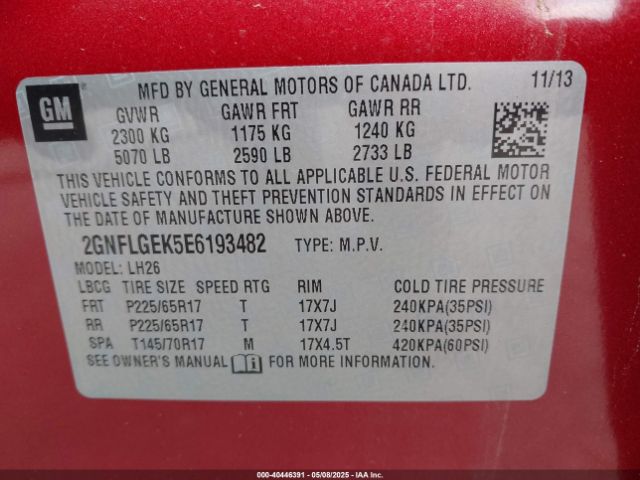 GM
MFD BY GENERAL MOTORS OF CANADA LTD. 11/13
GVWR GAWR FRT GAWR RR
2300 KG 1175 KG 1240 KG
5070 LB 2590 LB 2733 LB
THIS VEHICLE CONFORMS TO ALL APPLICABLE U.S. FEDERAL MOTOR
VEHICLE SAFETY AND THEFT PREVENTION STANDARDS IN EFFECT ON
THE DATE OF MANUFACTURE SHOWN ABOVE.
2GNFLGEK5E6193482 TYPE: M.P.V.
MODEL: LH26
LBCG TIRE SIZE SPEED RTG RIM COLD TIRE PRESSURE
FRT P225/65R17 T 17X7J 240KPA(35PSI)
RR P225/65R17 T 17X7J 240KPA(35PSI)
SPA T145/70R17 M 17X4.5T 420KPA(60PSI)
SEE OWNER'S MANUAL FOR MORE INFORMATION.
000-40446391 - 05/08/2025 - IAA Inc.